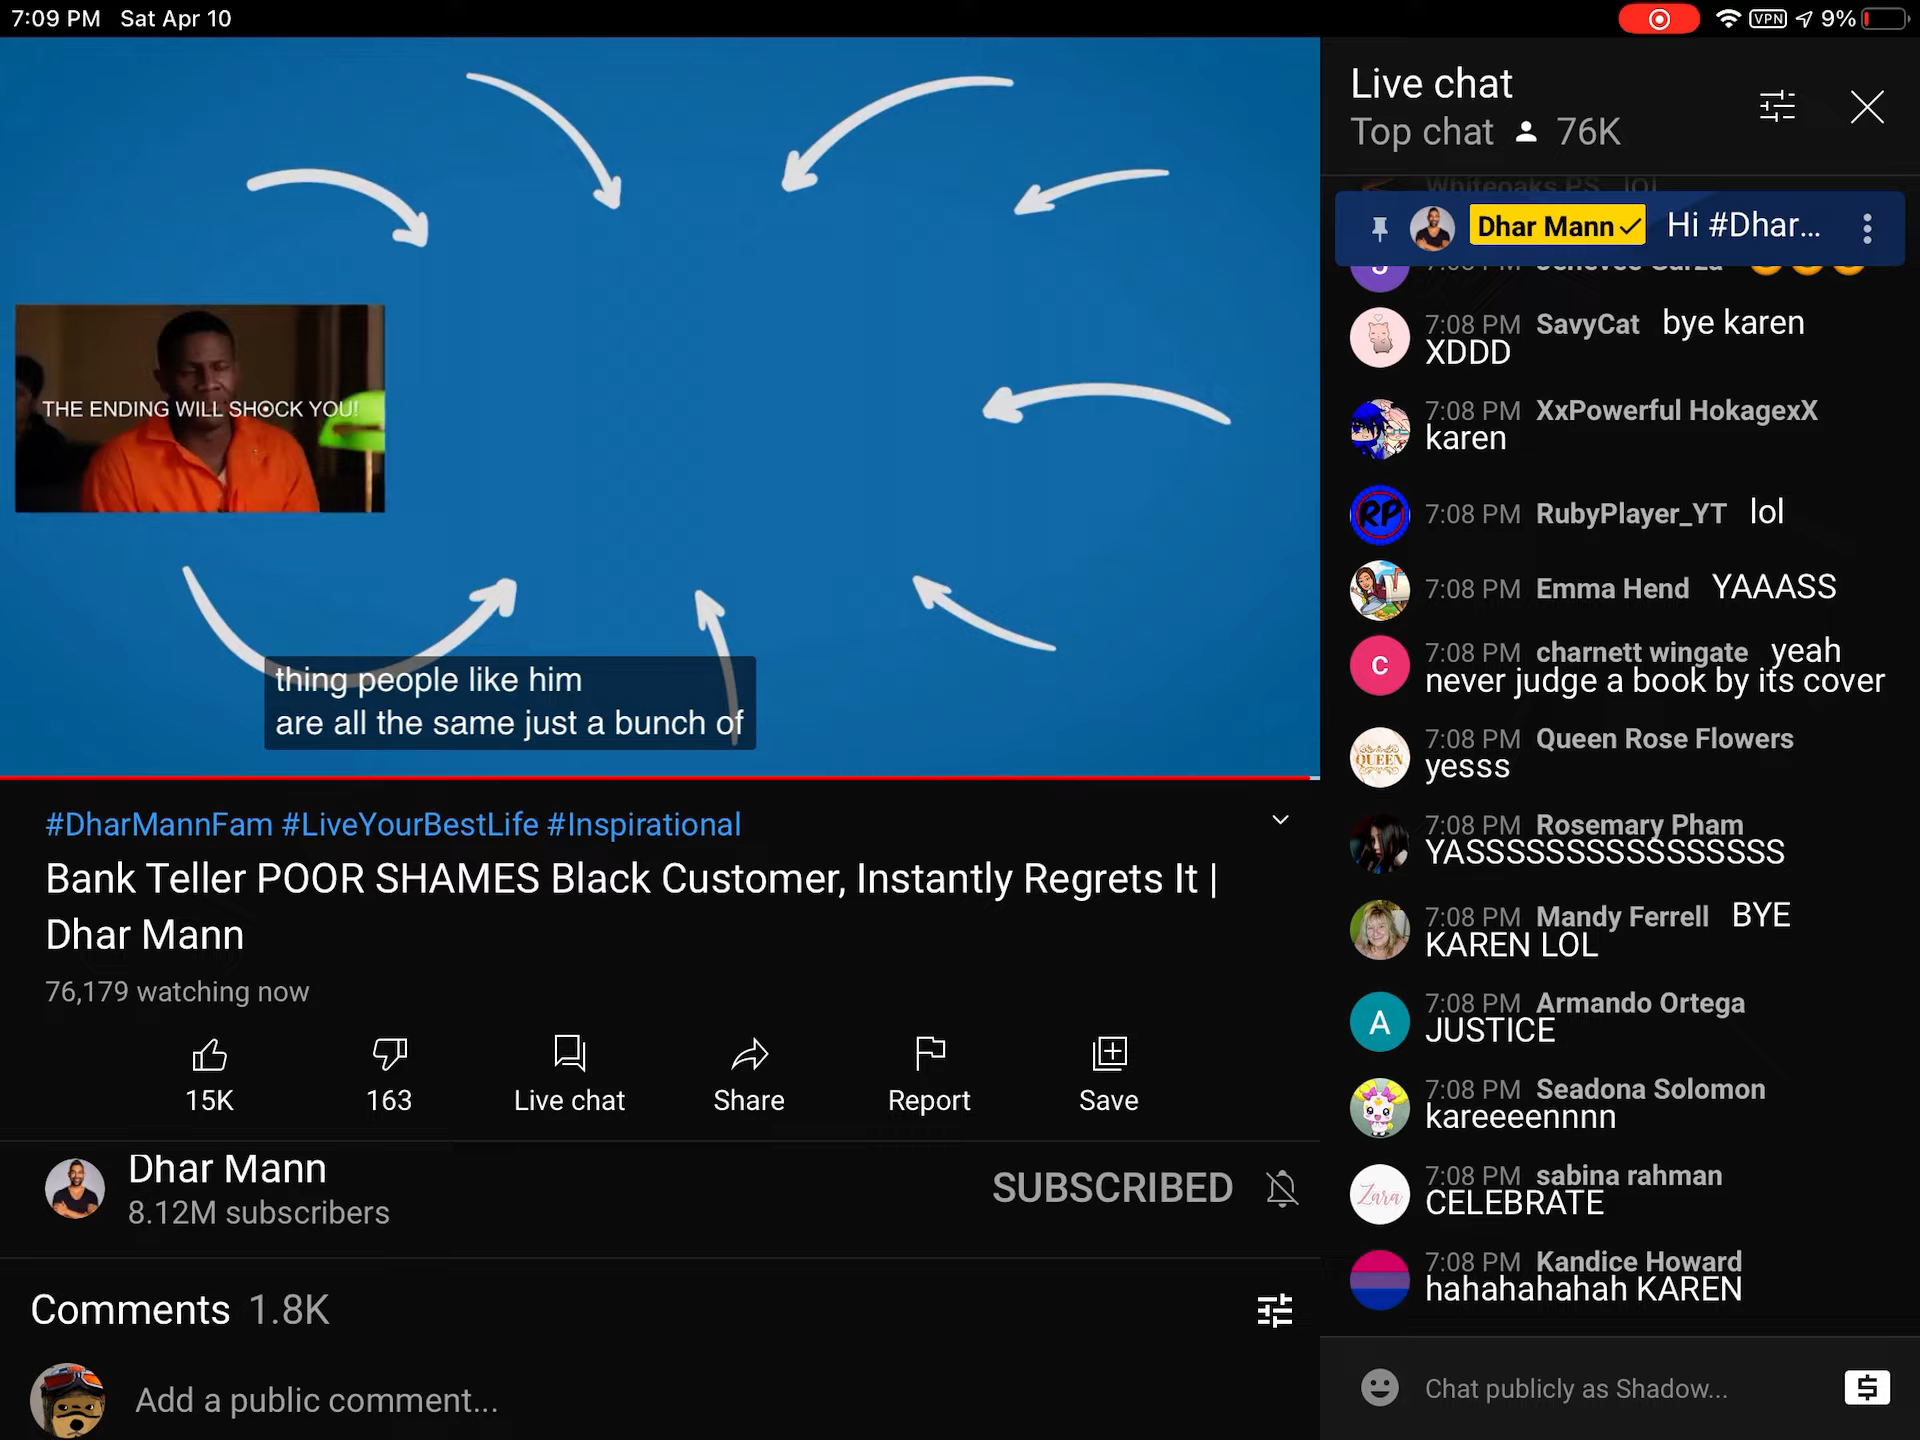 7:09 PM Sat Apr 10
VPN 9%
THE ENDING WILL SHOCK YOU!
thing people like him
are all the same just a bunch of
#DharMannFam #LiveYourBestLife #Inspirational
Bank Teller POOR SHAMES Black Customer, Instantly Regrets It |
Dhar Mann
76,179 watching now
15K
163
Live chat
Share
Report
Save
Dhar Mann
8.12M subscribers
SUBSCRIBED
Comments 1.8K
Add a public comment...
Live chat
Top chat 76K
Whiteoaks PS lol
Dhar Mann Hi #Dhar...
7:08 PM SavyCat bye karen
XDDD
7:08 PM XxPowerful HokagexX
karen
RP
7:08 PM RubyPlayer_YT lol
7:08 PM Emma Hend YAAASS
C
7:08 PM charnett wingate yeah
never judge a book by its cover
QUEEN
7:08 PM Queen Rose Flowers
yesss
7:08 PM Rosemary Pham
YASSSSSSSSSSSSSSSS
7:08 PM Mandy Ferrell BYE
KAREN LOL
A
7:08 PM Armando Ortega
JUSTICE
7:08 PM Seadona Solomon
kareeeennnn
Zara
7:08 PM sabina rahman
CELEBRATE
7:08 PM Kandice Howard
hahahahahah KAREN
Chat publicly as Shadow...